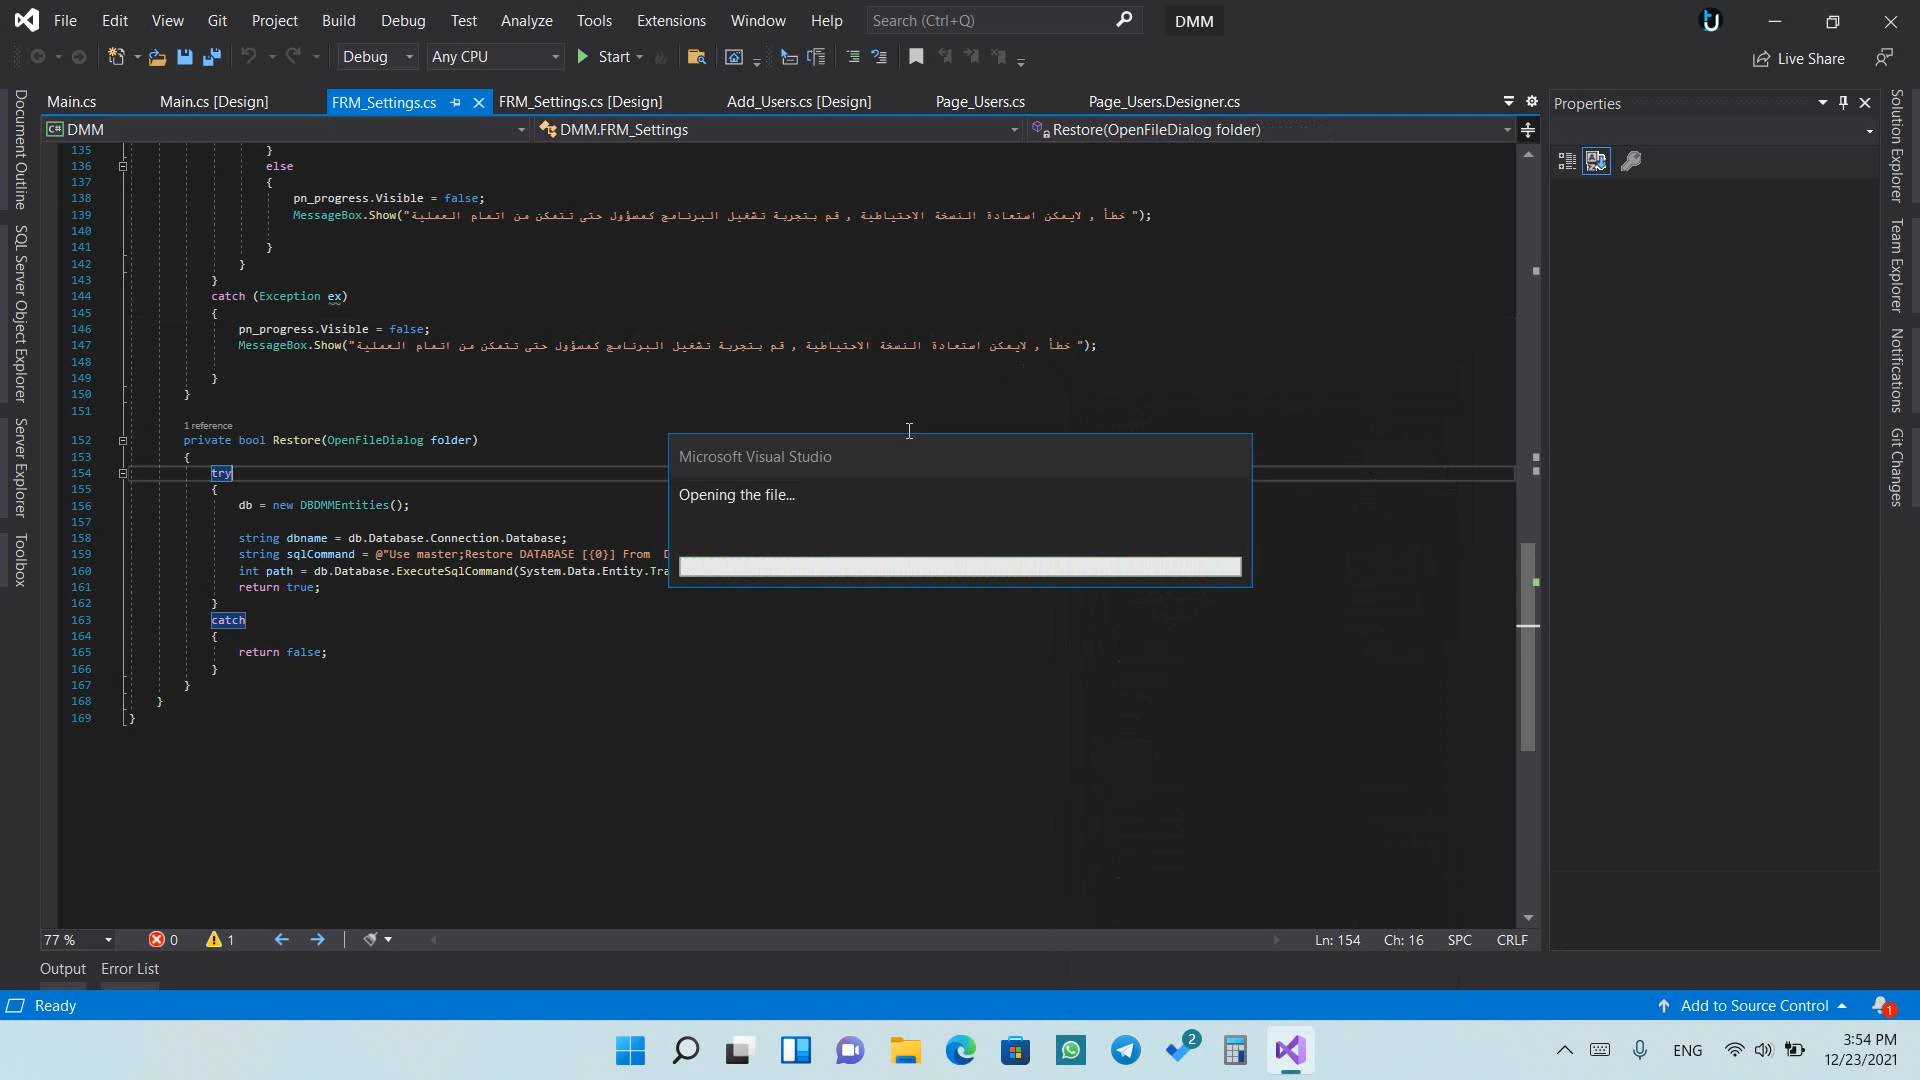 File Edit View Git Project Build Debug Test Analyze Tools Extensions Window Help Search (Ctrl+Q) DMM
Debug Any CPU Start Live Share
Main.cs Main.cs [Design] FRM_Settings.cs FRM_Settings.cs [Design] Add_Users.cs [Design] Page_Users.cs Page_Users.Designer.cs
C# DMM DMM.FRM_Settings Restore(OpenFileDialog folder)
Document Outline
SQL Server Object Explorer
Server Explorer
Toolbox
135 }
136 else
137 {
138 pn_progress.Visible = false;
139 MessageBox.Show("خطأ , لايمكن استعادة النسخة الاحتياطية , قم بتجربة تشغيل البرنامج كمسؤول حتى تتمكن من اتمام العملية ");
140
141 }
142 }
143 }
144 catch (Exception ex)
145 {
146 pn_progress.Visible = false;
147 MessageBox.Show("خطأ , لايمكن استعادة النسخة الاحتياطية , قم بتجربة تشغيل البرنامج كمسؤول حتى تتمكن من اتمام العملية ");
148
149 }
150 }
151
1 reference
152 private bool Restore(OpenFileDialog folder)
153 {
154 try
155 {
156 db = new DBDMMEntities();
157
158 string dbname = db.Database.Connection.Database;
159 string sqlCommand = @"Use master;Restore DATABASE [{0}] From D
160 int path = db.Database.ExecuteSqlCommand(System.Data.Entity.Tra
161 return true;
162 }
163 catch
164 {
165 return false;
166 }
167 }
168 }
169 }
Microsoft Visual Studio
Opening the file...
Properties
Solution Explorer
Team Explorer
Notifications
Git Changes
77 % 0 1 Ln: 154 Ch: 16 SPC CRLF
Output Error List
Ready Add to Source Control 1
2 ENG 3:54 PM
12/23/2021